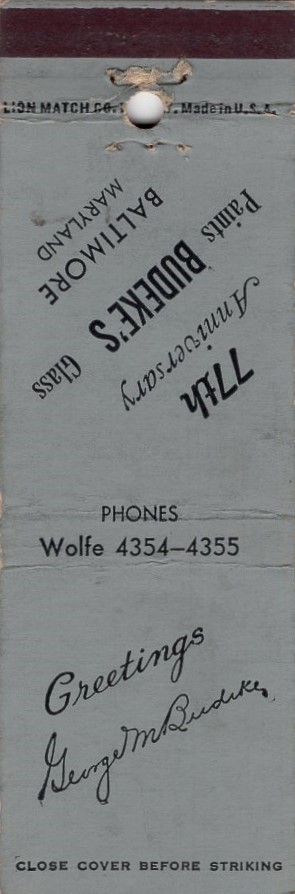 LION MATCH CO. Made in U.S.A.
77th
Anniversary
BUDEKE'S
Paints Glass
BALTIMORE
MARYLAND
PHONES
Wolfe 4354–4355
Greetings
George M Budeke
CLOSE COVER BEFORE STRIKING